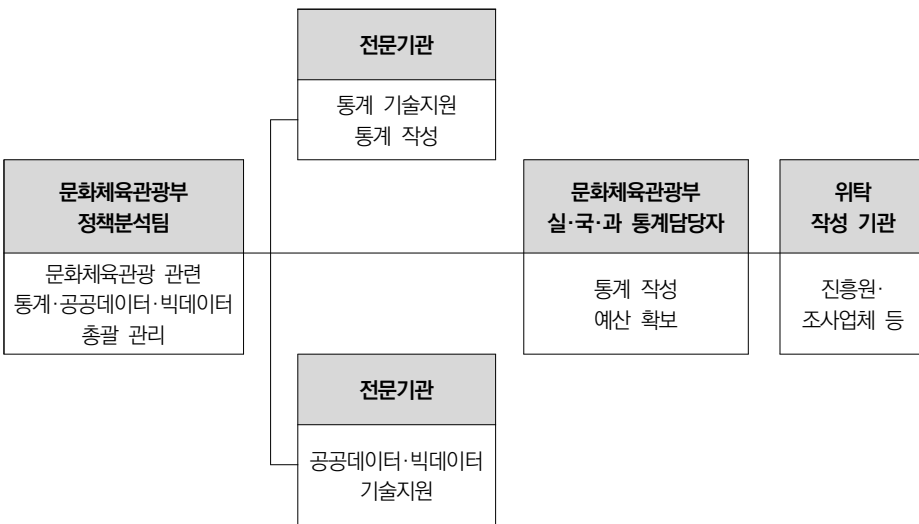 전문기관
통계 기술지원
통계 작성
문화체육관광부
정책분석팀
문화체육관광 관련
통계·공공데이터·빅데이터
총괄 관리
문화체육관광부
실·국·과 통계담당자
통계 작성
예산 확보
위탁
작성 기관
진흥원·
조사업체 등
전문기관
공공데이터·빅데이터
기술지원